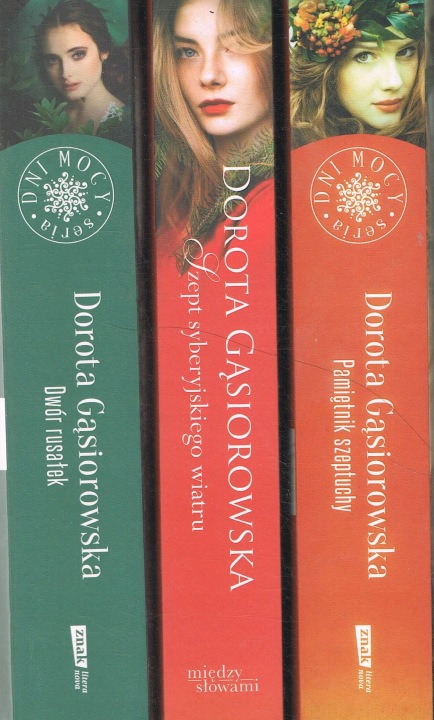 DNI MOCY
seria
Dorota Gąsiorowska
Dwór rusałek
znak
litera
nova
DOROTA GĄSIOROWSKA
Szept syberyjskiego wiatru
między
słowami
DNI MOCY
seria
Dorota Gąsiorowska
Pamiętnik szeptuchy
znak
litera
nova